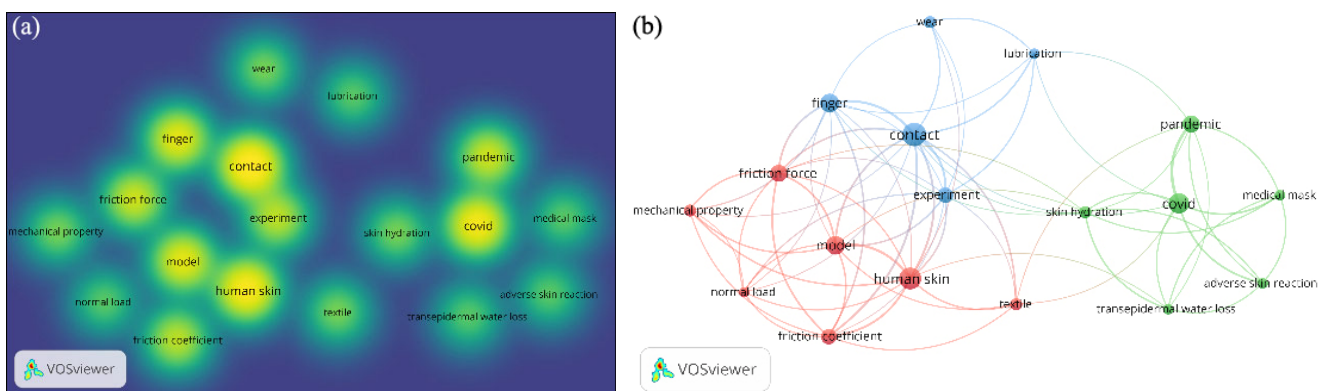 (a)
wear
lubrication
finger
contact
pandemic
friction force
experiment
mechanical property
skin hydration
covid
medical mask
model
human skin
normal load
textile
adverse skin reaction
transepidermal water loss
friction coefficient
VOSviewer
(b)
wear
lubrication
finger
contact
pandemic
friction force
experiment
medical mask
mechanical property
skin hydration
covid
model
human skin
normal load
textile
adverse skin reaction
transepidermal water loss
friction coefficient
VOSviewer